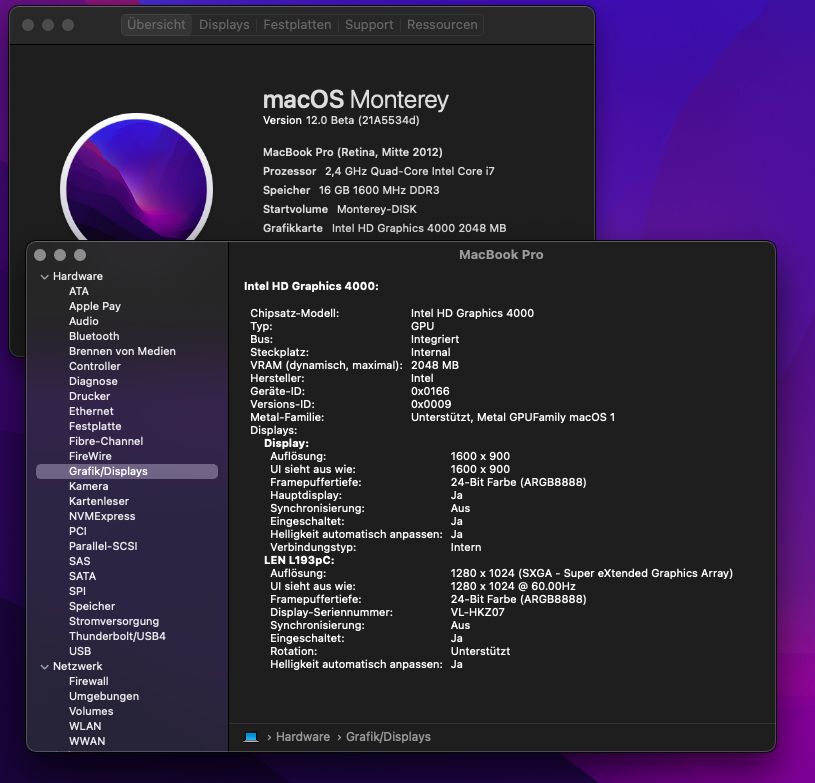 Übersicht Displays Festplatten Support Ressourcen
macOS Monterey
Version 12.0 Beta (21A5534d)
MacBook Pro (Retina, Mitte 2012)
Prozessor 2,4 GHz Quad-Core Intel Core i7
Speicher 16 GB 1600 MHz DDR3
Startvolume Monterey-DISK
Grafikkarte Intel HD Graphics 4000 2048 MB
MacBook Pro
Hardware
ATA
Apple Pay
Audio
Bluetooth
Brennen von Medien
Controller
Diagnose
Drucker
Ethernet
Festplatte
Fibre-Channel
FireWire
Grafik/Displays
Kamera
Kartenleser
NVMExpress
PCI
Parallel-SCSI
SAS
SATA
SPI
Speicher
Stromversorgung
Thunderbolt/USB4
USB
Netzwerk
Firewall
Umgebungen
Volumes
WLAN
WWAN
Intel HD Graphics 4000:
Chipsatz-Modell: Intel HD Graphics 4000
Typ: GPU
Bus: Integriert
Steckplatz: Internal
VRAM (dynamisch, maximal): 2048 MB
Hersteller: Intel
Geräte-ID: 0x0166
Versions-ID: 0x0009
Metal-Familie: Unterstützt, Metal GPUFamily macOS 1
Displays:
Display:
Auflösung: 1600 x 900
UI sieht aus wie: 1600 x 900
Framepuffertiefe: 24-Bit Farbe (ARGB8888)
Hauptdisplay: Ja
Synchronisierung: Aus
Eingeschaltet: Ja
Helligkeit automatisch anpassen: Ja
Verbindungstyp: Intern
LEN L193pC:
Auflösung: 1280 x 1024 (SXGA - Super eXtended Graphics Array)
UI sieht aus wie: 1280 x 1024 @ 60.00Hz
Framepuffertiefe: 24-Bit Farbe (ARGB8888)
Display-Seriennummer: VL-HKZ07
Synchronisierung: Aus
Eingeschaltet: Ja
Rotation: Unterstützt
Helligkeit automatisch anpassen: Ja
› Hardware › Grafik/Displays